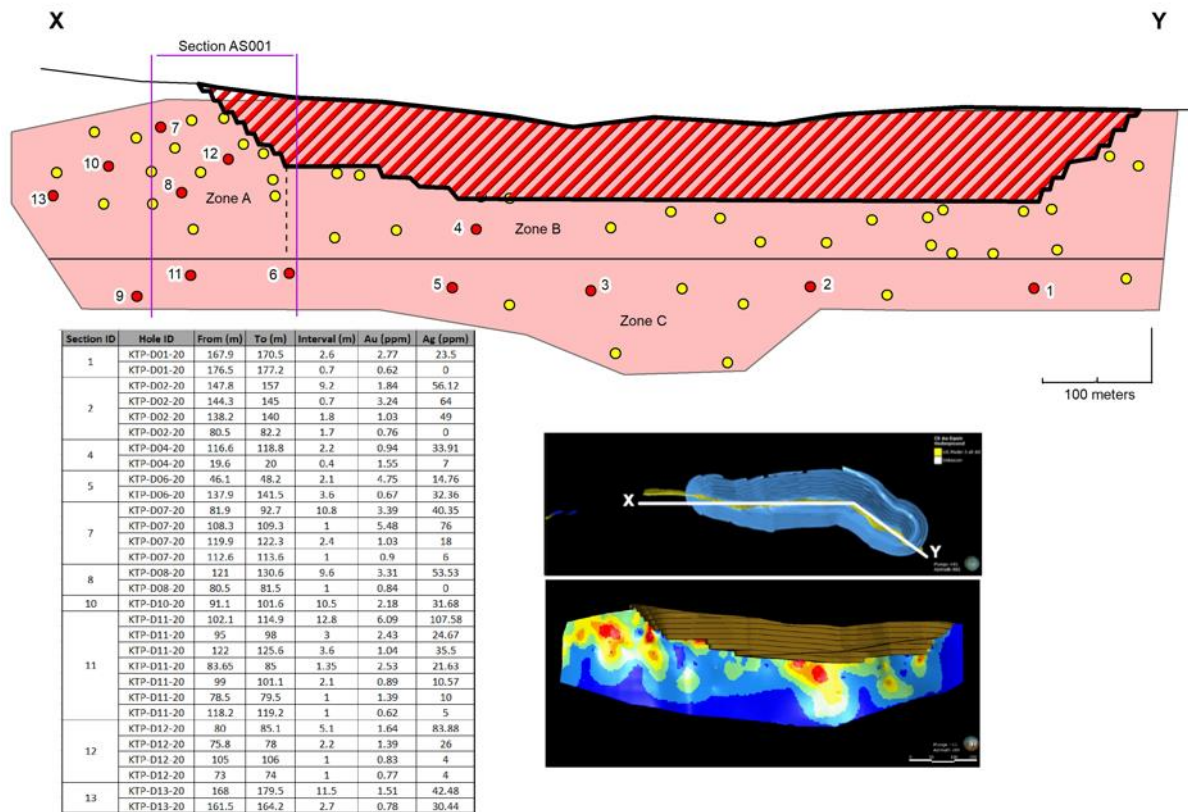 X
Y
Section AS001
7
10
12
13
8
Zone A
4
Zone B
11
6
9
5
3
2
1
Zone C
100 meters
Section ID Hole ID From (m) To (m) Interval (m) Au (ppm) Ag (ppm)
1 KTP-D01-20 167.9 170.5 2.6 2.77 23.5
KTP-D01-20 176.5 177.2 0.7 0.62 0
2 KTP-D02-20 147.8 157 9.2 1.84 56.12
KTP-D02-20 144.3 145 0.7 3.24 64
KTP-D02-20 138.2 140 1.8 1.03 49
KTP-D02-20 80.5 82.2 1.7 0.76 0
4 KTP-D04-20 116.6 118.8 2.2 0.94 33.91
KTP-D04-20 19.6 20 0.4 1.55 7
5 KTP-D06-20 46.1 48.2 2.1 4.75 14.76
KTP-D06-20 137.9 141.5 3.6 0.67 32.36
7 KTP-D07-20 81.9 92.7 10.8 3.39 40.35
KTP-D07-20 108.3 109.3 1 5.48 76
KTP-D07-20 119.9 122.3 2.4 1.03 18
KTP-D07-20 112.6 113.6 1 0.9 6
8 KTP-D08-20 121 130.6 9.6 3.31 53.53
KTP-D08-20 80.5 81.5 1 0.84 0
10 KTP-D10-20 91.1 101.6 10.5 2.18 31.68
11 KTP-D11-20 102.1 114.9 12.8 6.09 107.58
KTP-D11-20 95 98 3 2.43 24.67
KTP-D11-20 122 125.6 3.6 1.04 35.5
KTP-D11-20 83.65 85 1.35 2.53 21.63
KTP-D11-20 99 101.1 2.1 0.89 10.57
KTP-D11-20 78.5 79.5 1 1.39 10
KTP-D11-20 118.2 119.2 1 0.62 5
12 KTP-D12-20 80 85.1 5.1 1.64 83.88
KTP-D12-20 75.8 78 2.2 1.39 26
KTP-D12-20 105 106 1 0.83 4
KTP-D12-20 73 74 1 0.77 4
13 KTP-D13-20 168 179.5 11.5 1.51 42.48
KTP-D13-20 161.5 164.2 2.7 0.78 30.44
X
Y